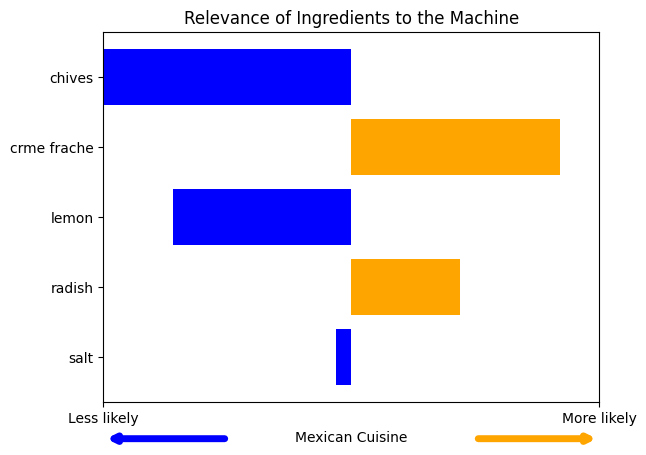 Relevance of Ingredients to the Machine
chives
crme frache
lemon
radish
salt
Less likely
More likely
Mexican Cuisine